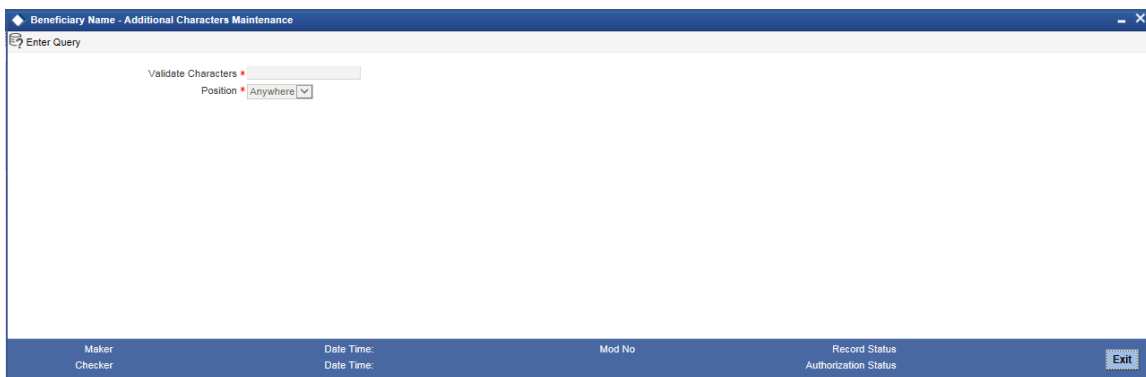 Beneficiary Name - Additional Characters Maintenance
Enter Query
Validate Characters *
Position * Anywhere
Maker Date Time: Mod No Record Status
Checker Date Time: Authorization Status
Exit